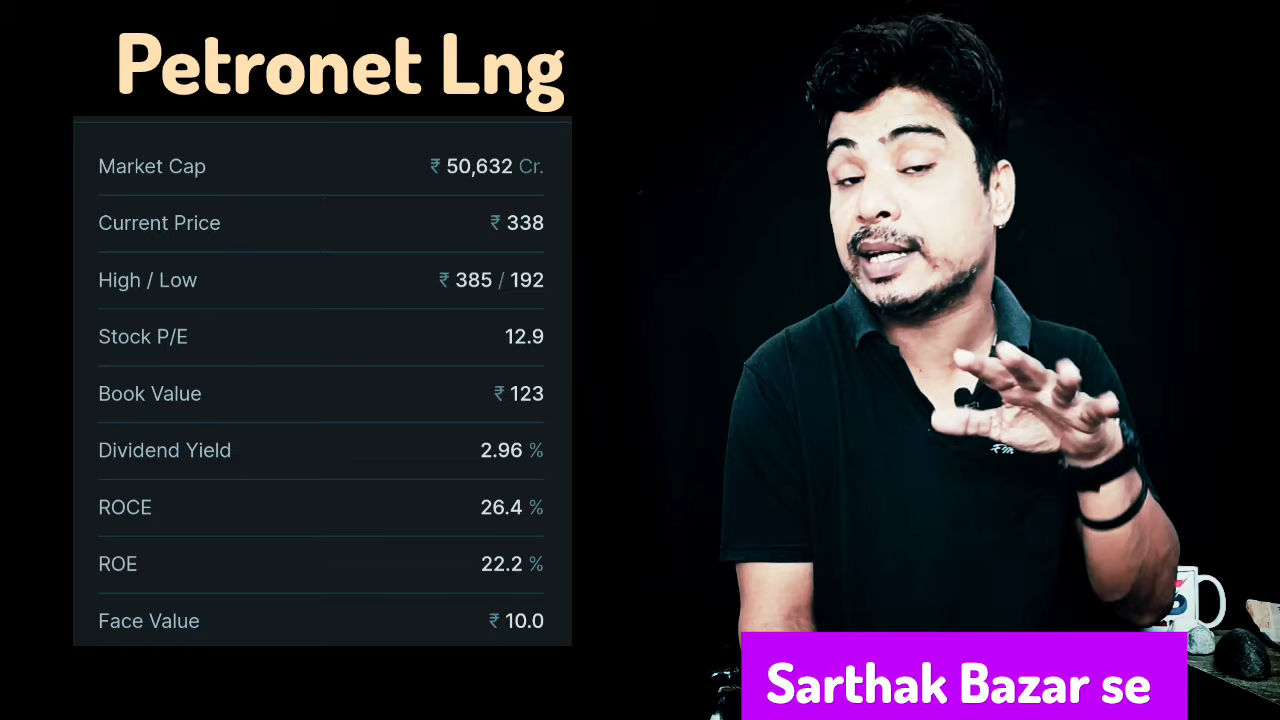 Petronet Lng
Market Cap ₹ 50,632 Cr.
Current Price ₹ 338
High / Low ₹ 385 / 192
Stock P/E 12.9
Book Value ₹ 123
Dividend Yield 2.96 %
ROCE 26.4 %
ROE 22.2 %
Face Value ₹ 10.0
Sarthak Bazar se